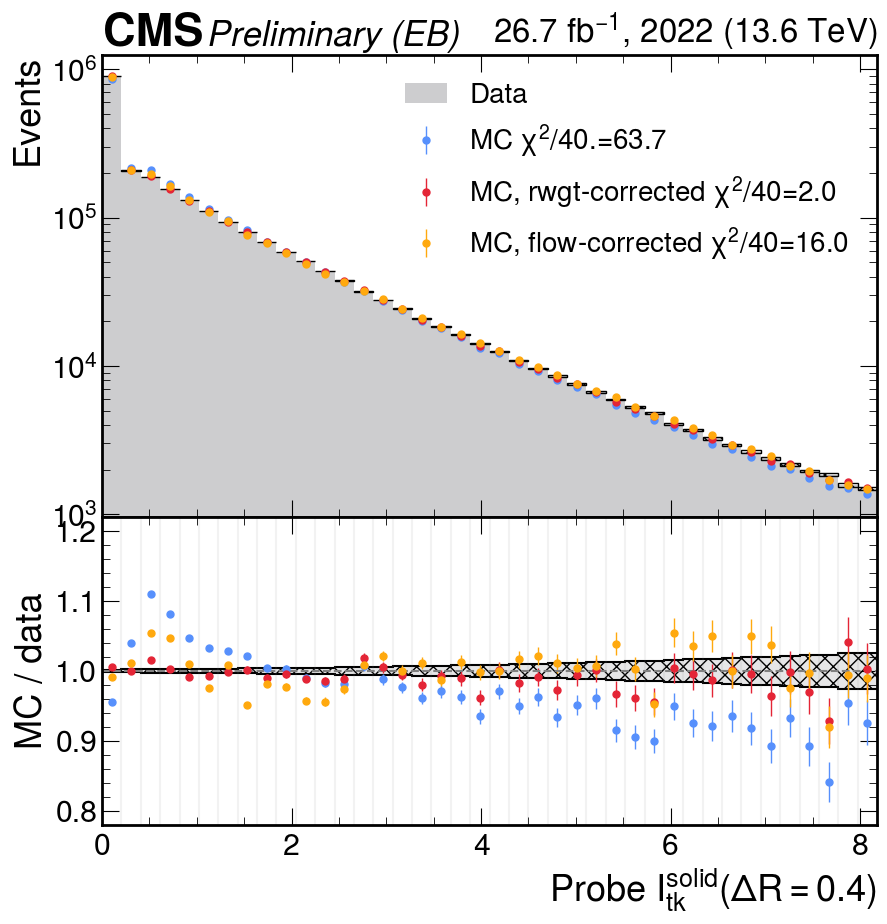 CMS Preliminary (EB) 26.7 fb⁻¹, 2022 (13.6 TeV)
Events
10⁶
10⁵
10⁴
10³
Data
MC χ²/40.=63.7
MC, rwgt-corrected χ²/40=2.0
MC, flow-corrected χ²/40=16.0
MC / data
1.2
1.1
1.0
0.9
0.8
0 2 4 6 8
Probe I_tk^solid(ΔR = 0.4)